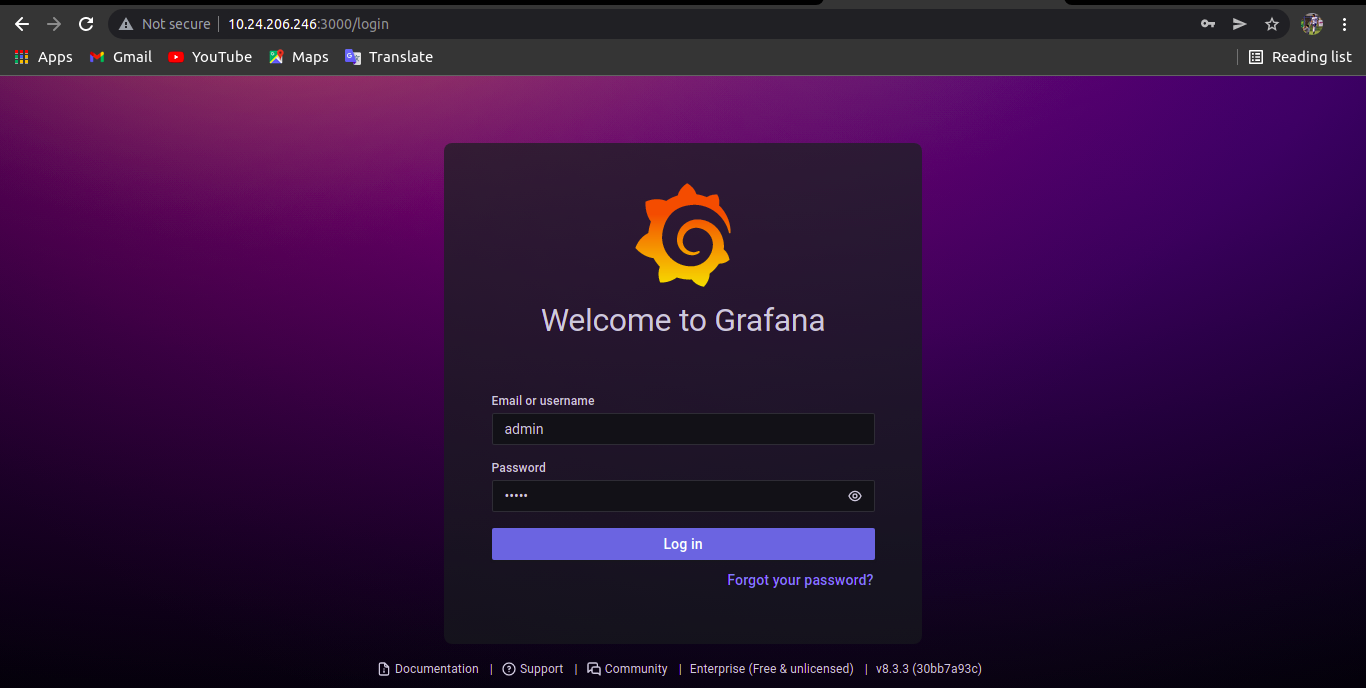 Not secure | 10.24.206.246:3000/login
Apps Gmail YouTube Maps Translate Reading list
Welcome to Grafana
Email or username
admin
Password
•••••
Log in
Forgot your password?
Documentation | Support | Community | Enterprise (Free & unlicensed) | v8.3.3 (30bb7a93c)